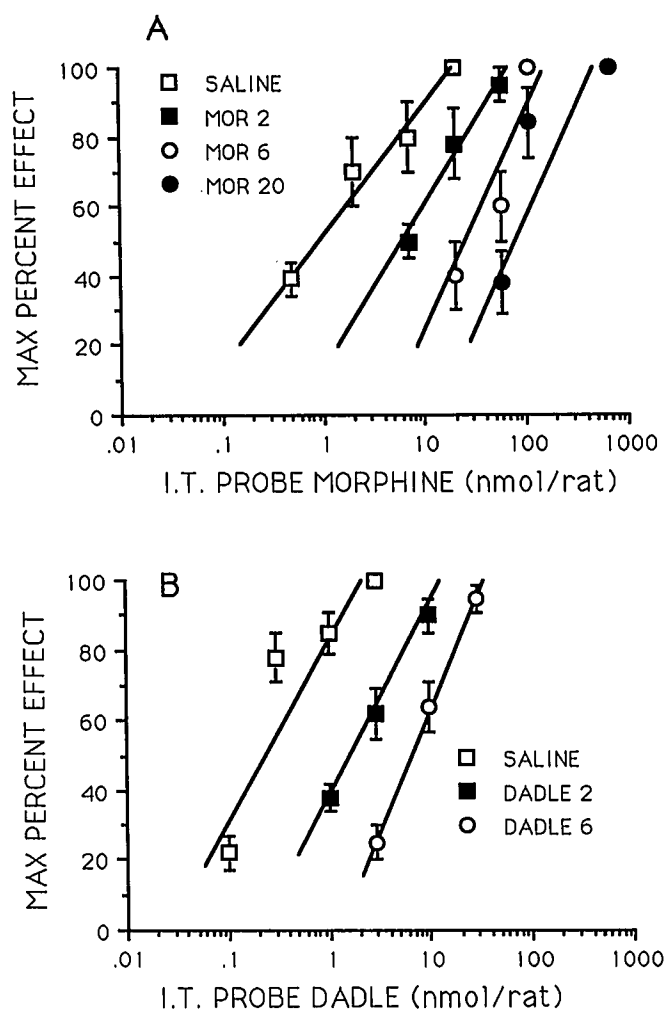 A
MAX PERCENT EFFECT
100
80
60
40
20
0
SALINE
MOR 2
MOR 6
MOR 20
.01 .1 1 10 100 1000
I.T. PROBE MORPHINE (nmol/rat)
B
MAX PERCENT EFFECT
100
80
60
40
20
0
SALINE
DADLE 2
DADLE 6
.01 .1 1 10 100 1000
I.T. PROBE DADLE (nmol/rat)